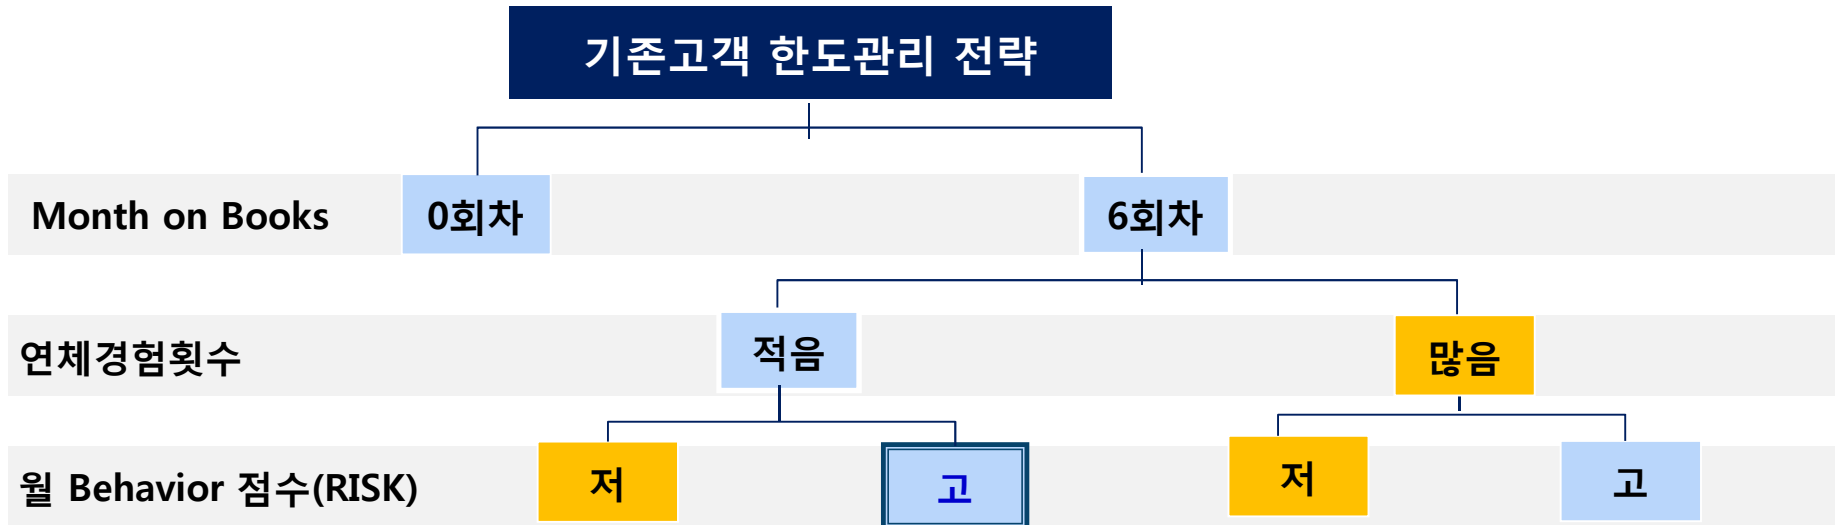 기존고객 한도관리 전략
Month on Books 0회차 6회차
연체경험횟수 적음 많음
월 Behavior 점수(RISK) 저 고 저 고